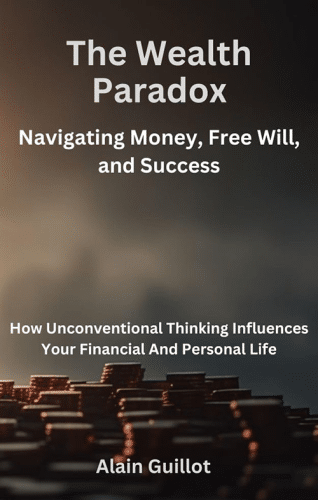 The Wealth
Paradox
Navigating Money, Free Will,
and Success
How Unconventional Thinking Influences
Your Financial And Personal Life
Alain Guillot